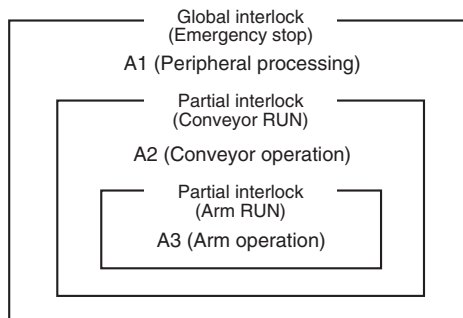 Global interlock
(Emergency stop)
A1 (Peripheral processing)
Partial interlock
(Conveyor RUN)
A2 (Conveyor operation)
Partial interlock
(Arm RUN)
A3 (Arm operation)